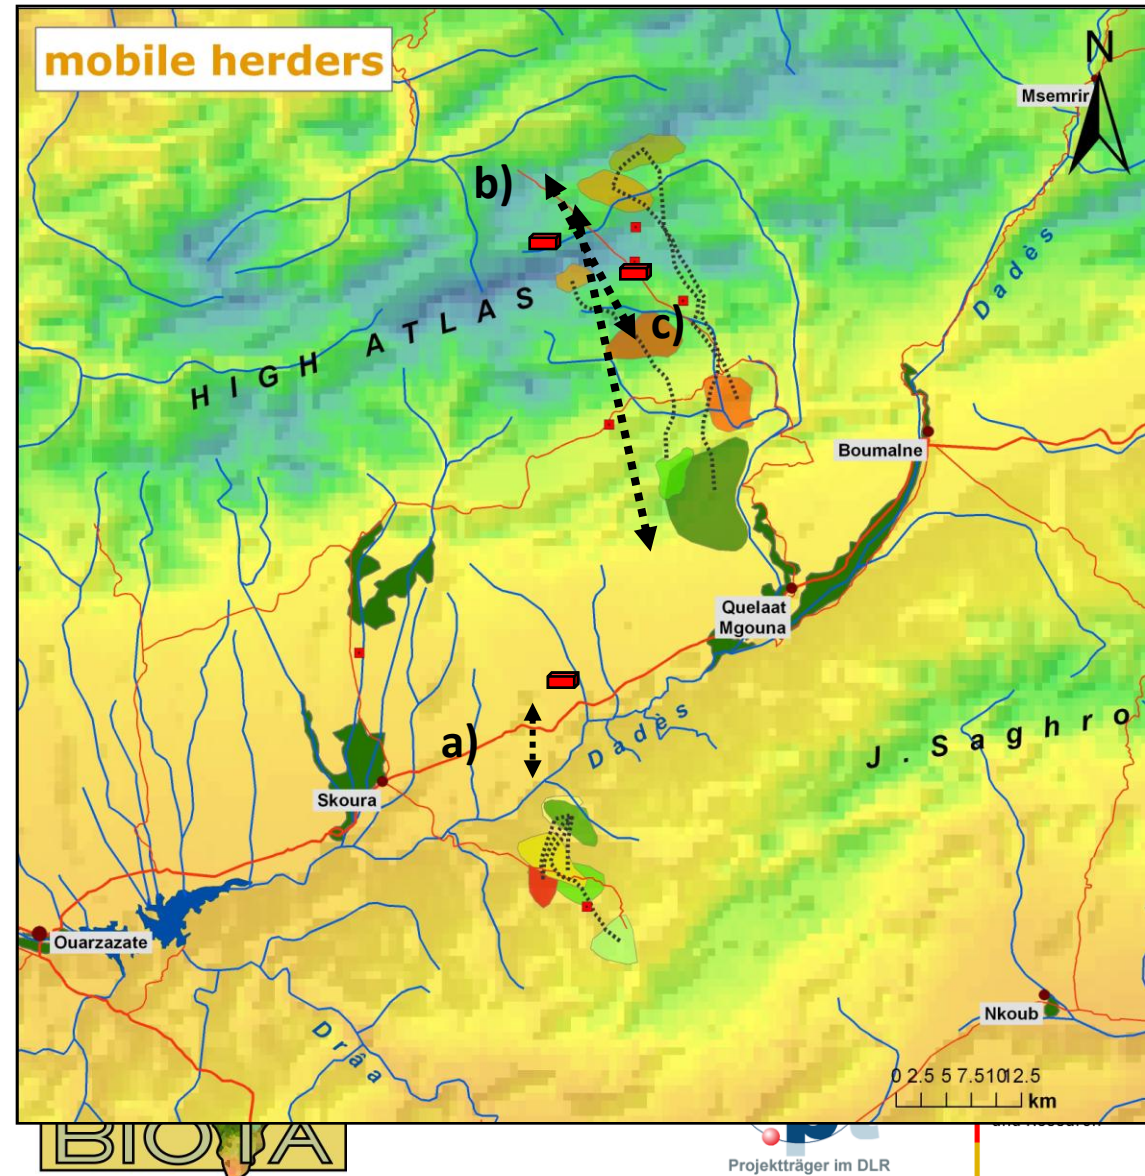 mobile herders
N
Msemrir
b)
Dadès
c)
HIGH ATLAS
Boumalne
Quelaat
Mgouna
a)
Dadès
J. Saghro
Skoura
Ouarzazate
Nkoub
Drâa
0 2.5 5 7.5 10 12.5
km
BIOTA
Projektträger im DLR